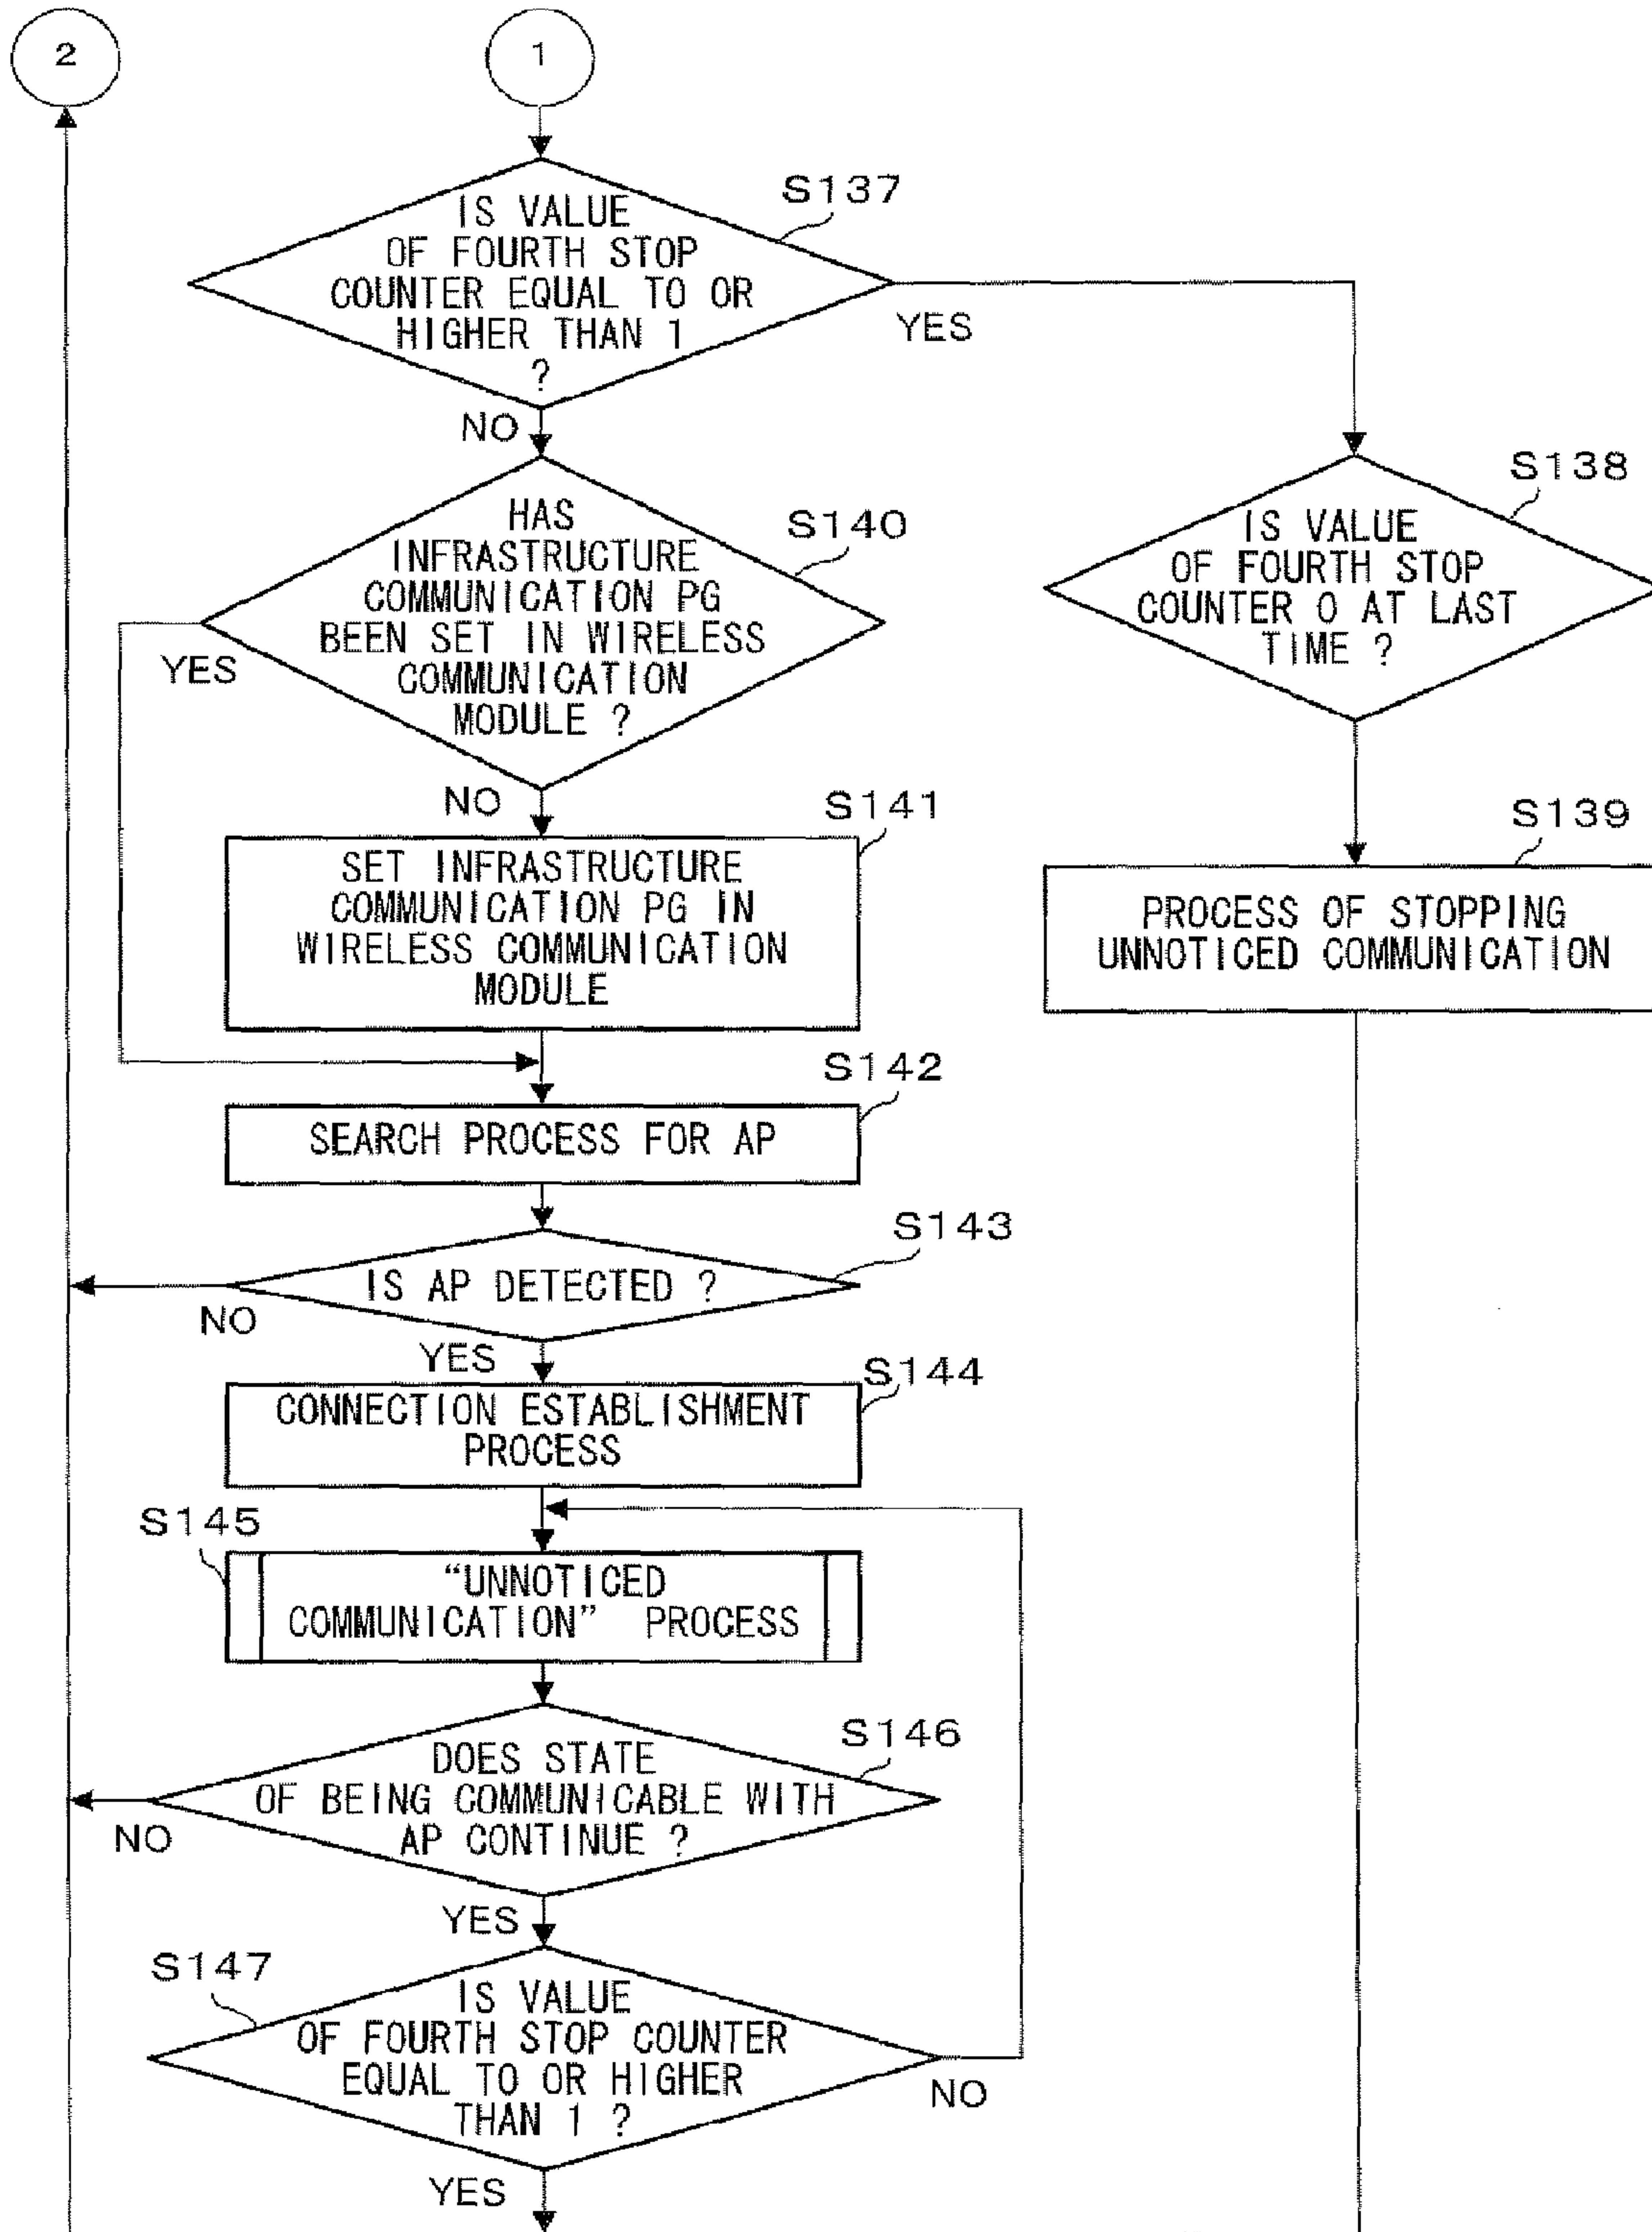 2
1
S137
IS VALUE
OF FOURTH STOP
COUNTER EQUAL TO OR
HIGHER THAN 1
?
YES
NO
S138
IS VALUE
OF FOURTH STOP
COUNTER 0 AT LAST
TIME ?
S140
HAS
INFRASTRUCTURE
COMMUNICATION PG
BEEN SET IN WIRELESS
COMMUNICATION
MODULE ?
YES
NO
S141
SET INFRASTRUCTURE
COMMUNICATION PG IN
WIRELESS COMMUNICATION
MODULE
S139
PROCESS OF STOPPING
UNNOTICED COMMUNICATION
S142
SEARCH PROCESS FOR AP
S143
IS AP DETECTED ?
NO
YES
S144
CONNECTION ESTABLISHMENT
PROCESS
S145
“UNNOTICED
COMMUNICATION” PROCESS
S146
DOES STATE
OF BEING COMMUNICABLE WITH
AP CONTINUE ?
NO
YES
S147
IS VALUE
OF FOURTH STOP COUNTER
EQUAL TO OR HIGHER
THAN 1 ?
NO
YES